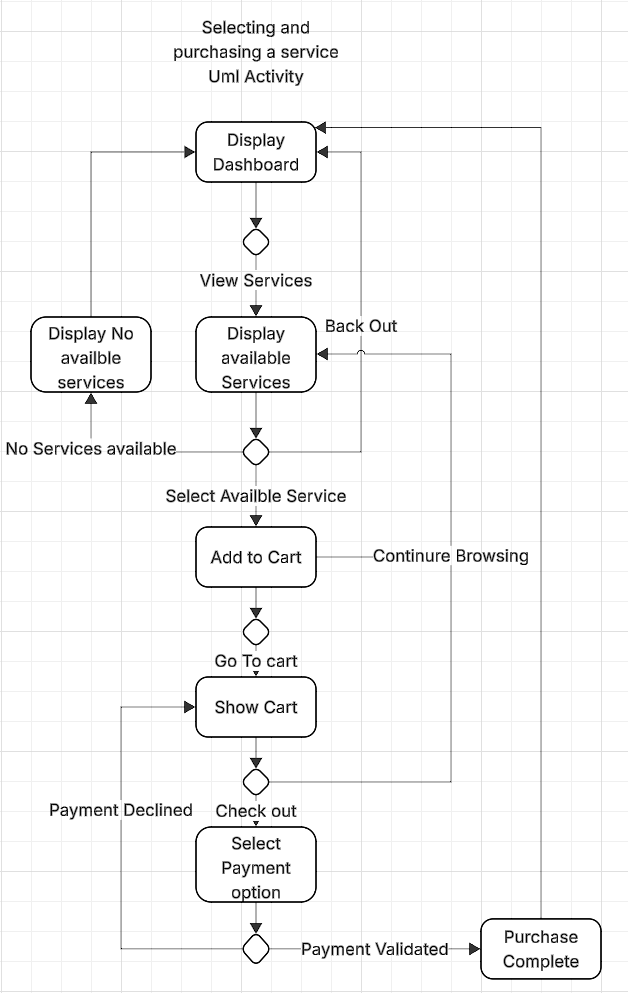 Selecting and
purchasing a service
Uml Activity
Display
Dashboard
View Services
Display No
availble
services
Display
available
Services
Back Out
No Services available
Select Availble Service
Add to Cart
Continure Browsing
Go To cart
Show Cart
Payment Declined
Check out
Select
Payment
option
Payment Validated
Purchase
Complete